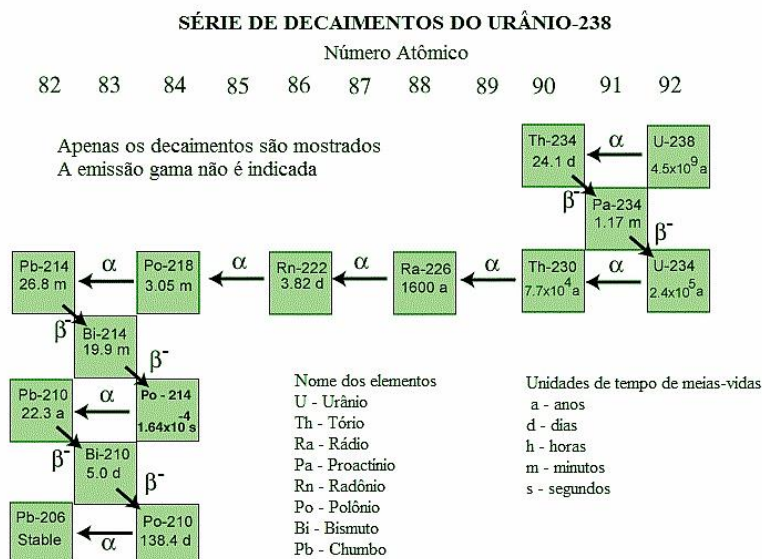 SÉRIE DE DECAIMENTOS DO URÂNIO-238
Número Atômico
82 83 84 85 86 87 88 89 90 91 92
Apenas os decaimentos são mostrados
A emissão gama não é indicada
Th-234
24.1 d
α
U-238
4.5x10⁹ a
β⁻
Pa-234
1.17 m
β⁻
Pb-214
26.8 m
α
Po-218
3.05 m
α
Rn-222
3.82 d
α
Ra-226
1600 a
α
Th-230
7.7x10⁴ a
α
U-234
2.4x10⁵ a
β⁻
Bi-214
19.9 m
β⁻
Pb-210
22.3 a
α
Po - 214
-4
1.64x10 s
β⁻
Bi-210
5.0 d
β⁻
Pb-206
Stable
α
Po-210
138.4 d
Nome dos elementos
U - Urânio
Th - Tório
Ra - Rádio
Pa - Proactínio
Rn - Radônio
Po - Polônio
Bi - Bismuto
Pb - Chumbo
Unidades de tempo de meias-vidas
a - anos
d - dias
h - horas
m - minutos
s - segundos